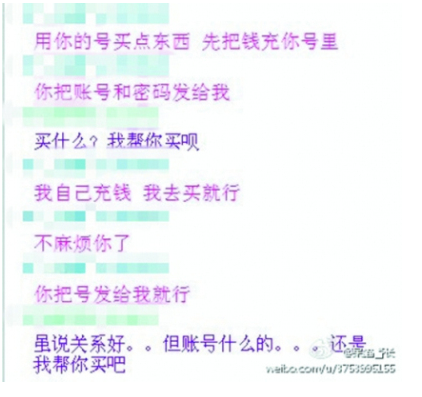 用你的号买点东西 先把钱充你号里
你把账号和密码发给我
买什么？我帮你买呗
我自己充钱 我去买就行
不麻烦你了
你把号发给我就行
虽说关系好。。但账号什么的。。。还是
我帮你买吧
weibo.com/u/3753995155